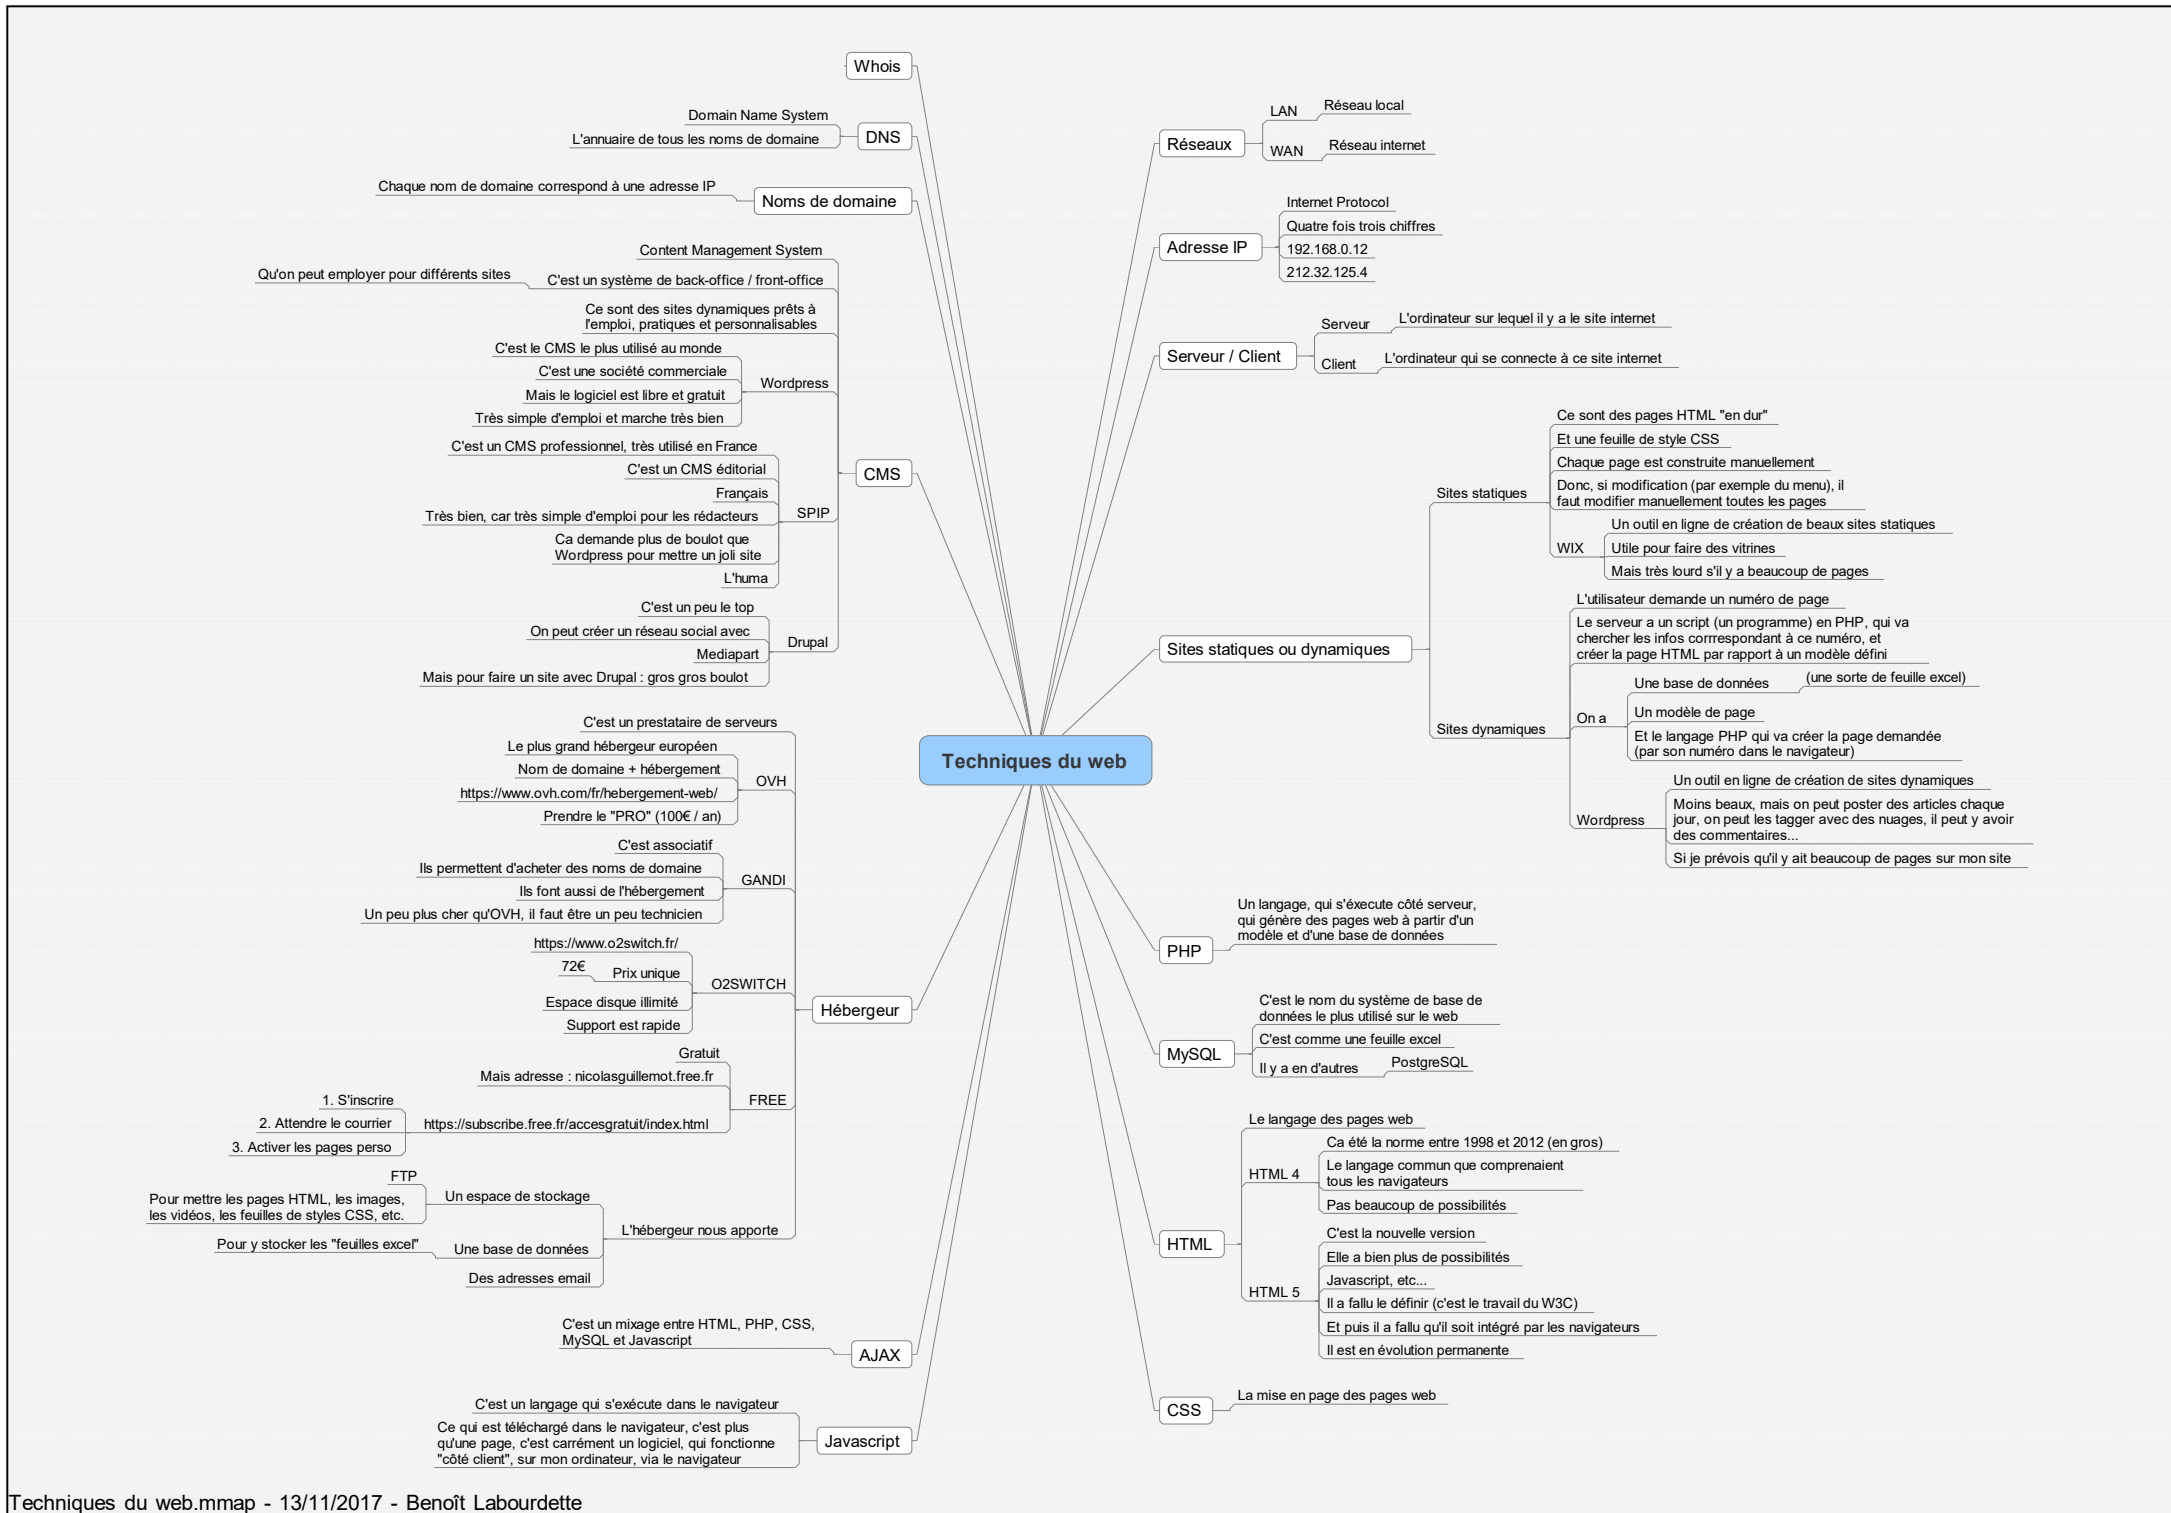 Techniques du web
Réseaux
LAN
Réseau local
WAN
Réseau internet
Adresse IP
Internet Protocol
Quatre fois trois chiffres
192.168.0.12
212.32.125.4
Serveur / Client
Serveur
L'ordinateur sur lequel il y a le site internet
Client
L'ordinateur qui se connecte à ce site internet
Sites statiques ou dynamiques
Sites statiques
Ce sont des pages HTML "en dur"
Et une feuille de style CSS
Chaque page est construite manuellement
Donc, si modification (par exemple du menu), il
faut modifier manuellement toutes les pages
WIX
Un outil en ligne de création de beaux sites statiques
Utile pour faire des vitrines
Mais très lourd s'il y a beaucoup de pages
Sites dynamiques
L'utilisateur demande un numéro de page
Le serveur a un script (un programme) en PHP, qui va
chercher les infos corrrespondant à ce numéro, et
créer la page HTML par rapport à un modèle défini
On a
Une base de données
(une sorte de feuille excel)
Un modèle de page
Et le langage PHP qui va créer la page demandée
(par son numéro dans le navigateur)
Wordpress
Un outil en ligne de création de sites dynamiques
Moins beaux, mais on peut poster des articles chaque
jour, on peut les tagger avec des nuages, il peut y avoir
des commentaires...
Si je prévois qu'il y ait beaucoup de pages sur mon site
PHP
Un langage, qui s'éxecute côté serveur,
qui génère des pages web à partir d'un
modèle et d'une base de données
MySQL
C'est le nom du système de base de
données le plus utilisé sur le web
C'est comme une feuille excel
Il y a en d'autres
PostgreSQL
HTML
Le langage des pages web
HTML 4
Ca été la norme entre 1998 et 2012 (en gros)
Le langage commun que comprenaient
tous les navigateurs
Pas beaucoup de possibilités
HTML 5
C'est la nouvelle version
Elle a bien plus de possibilités
Javascript, etc...
Il a fallu le définir (c'est le travail du W3C)
Et puis il a fallu qu'il soit intégré par les navigateurs
Il est en évolution permanente
CSS
La mise en page des pages web
Whois
DNS
Domain Name System
L'annuaire de tous les noms de domaine
Noms de domaine
Chaque nom de domaine correspond à une adresse IP
CMS
Content Management System
C'est un système de back-office / front-office
Qu'on peut employer pour différents sites
Ce sont des sites dynamiques prêts à
l'emploi, pratiques et personnalisables
Wordpress
C'est le CMS le plus utilisé au monde
C'est une société commerciale
Mais le logiciel est libre et gratuit
Très simple d'emploi et marche très bien
SPIP
C'est un CMS professionnel, très utilisé en France
C'est un CMS éditorial
Français
Très bien, car très simple d'emploi pour les rédacteurs
Ca demande plus de boulot que
Wordpress pour mettre un joli site
L'huma
Drupal
C'est un peu le top
On peut créer un réseau social avec
Mediapart
Mais pour faire un site avec Drupal : gros gros boulot
Hébergeur
C'est un prestataire de serveurs
OVH
Le plus grand hébergeur européen
Nom de domaine + hébergement
https://www.ovh.com/fr/hebergement-web/
Prendre le "PRO" (100€ / an)
GANDI
C'est associatif
Ils permettent d'acheter des noms de domaine
Ils font aussi de l'hébergement
Un peu plus cher qu'OVH, il faut être un peu technicien
O2SWITCH
https://www.o2switch.fr/
Prix unique
72€
Espace disque illimité
Support est rapide
FREE
Gratuit
Mais adresse : nicolasguillemot.free.fr
https://subscribe.free.fr/accesgratuit/index.html
1. S'inscrire
2. Attendre le courrier
3. Activer les pages perso
L'hébergeur nous apporte
Un espace de stockage
FTP
Pour mettre les pages HTML, les images,
les vidéos, les feuilles de styles CSS, etc.
Une base de données
Pour y stocker les "feuilles excel"
Des adresses email
AJAX
C'est un mixage entre HTML, PHP, CSS,
MySQL et Javascript
Javascript
C'est un langage qui s'exécute dans le navigateur
Ce qui est téléchargé dans le navigateur, c'est plus
qu'une page, c'est carrément un logiciel, qui fonctionne
"côté client", sur mon ordinateur, via le navigateur
Techniques du web.mmap - 13/11/2017 - Benoît Labourdette